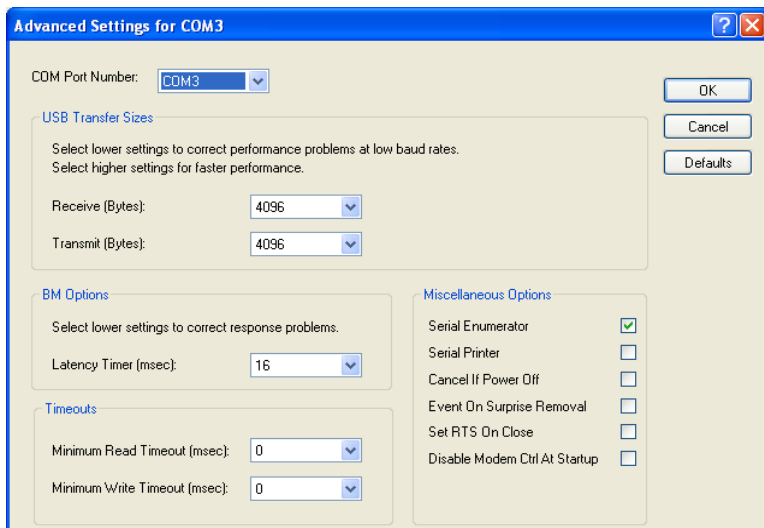 Advanced Settings for COM3
COM Port Number: COM3
OK
Cancel
Defaults
USB Transfer Sizes
Select lower settings to correct performance problems at low baud rates.
Select higher settings for faster performance.
Receive (Bytes): 4096
Transmit (Bytes): 4096
BM Options
Select lower settings to correct response problems.
Latency Timer (msec): 16
Timeouts
Minimum Read Timeout (msec): 0
Minimum Write Timeout (msec): 0
Miscellaneous Options
Serial Enumerator
Serial Printer
Cancel If Power Off
Event On Surprise Removal
Set RTS On Close
Disable Modem Ctrl At Startup